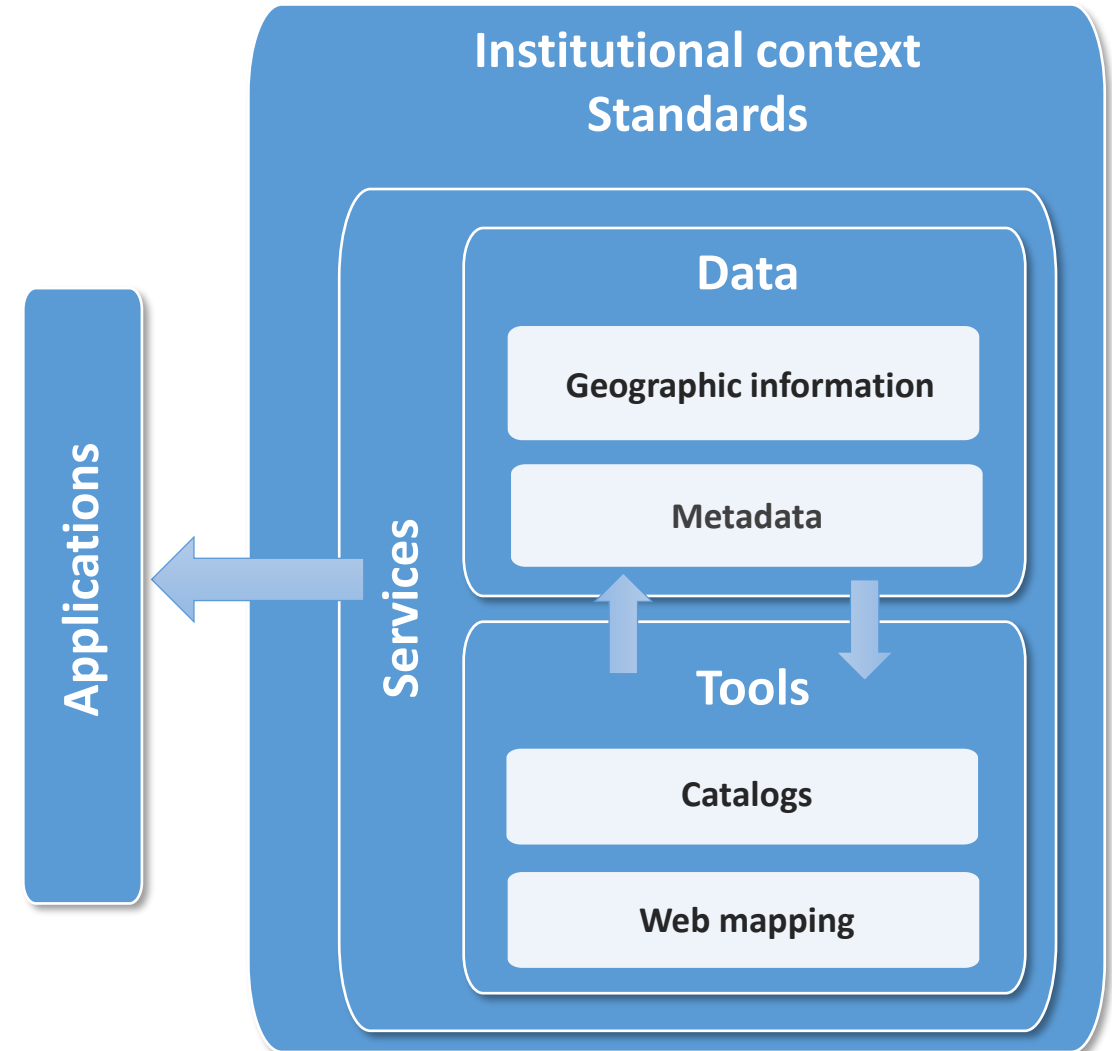 Institutional context
Standards
Data
Geographic information
Metadata
Services
Applications
Tools
Catalogs
Web mapping